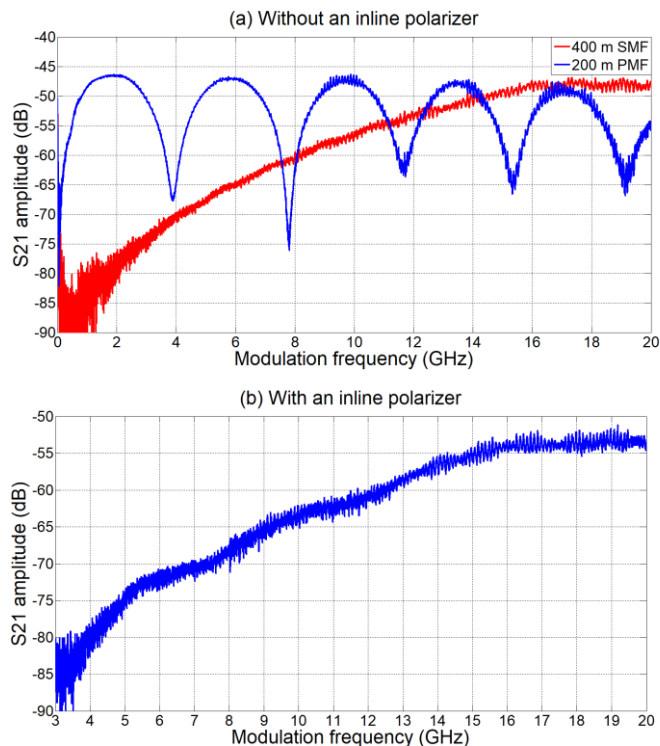 (a) Without an inline polarizer
-40
-45
-50
-55
-60
-65
-70
-75
-80
-85
-90
S21 amplitude (dB)
400 m SMF
200 m PMF
0 2 4 6 8 10 12 14 16 18 20
Modulation frequency (GHz)
(b) With an inline polarizer
-50
-55
-60
-65
-70
-75
-80
-85
-90
S21 amplitude (dB)
3 4 5 6 7 8 9 10 11 12 13 14 15 16 17 18 19 20
Modulation frequency (GHz)